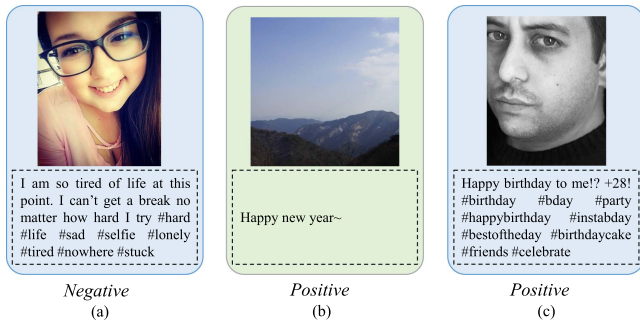 I am so tired of life at this
point. I can't get a break no
matter how hard I try #hard
#life #sad #selfie #lonely
#tired #nowhere #stuck
Negative
(a)
Happy new year~
Positive
(b)
Happy birthday to me!? +28!
#birthday #bday #party
#happybirthday #instabday
#bestoftheday #birthdaycake
#friends #celebrate
Positive
(c)